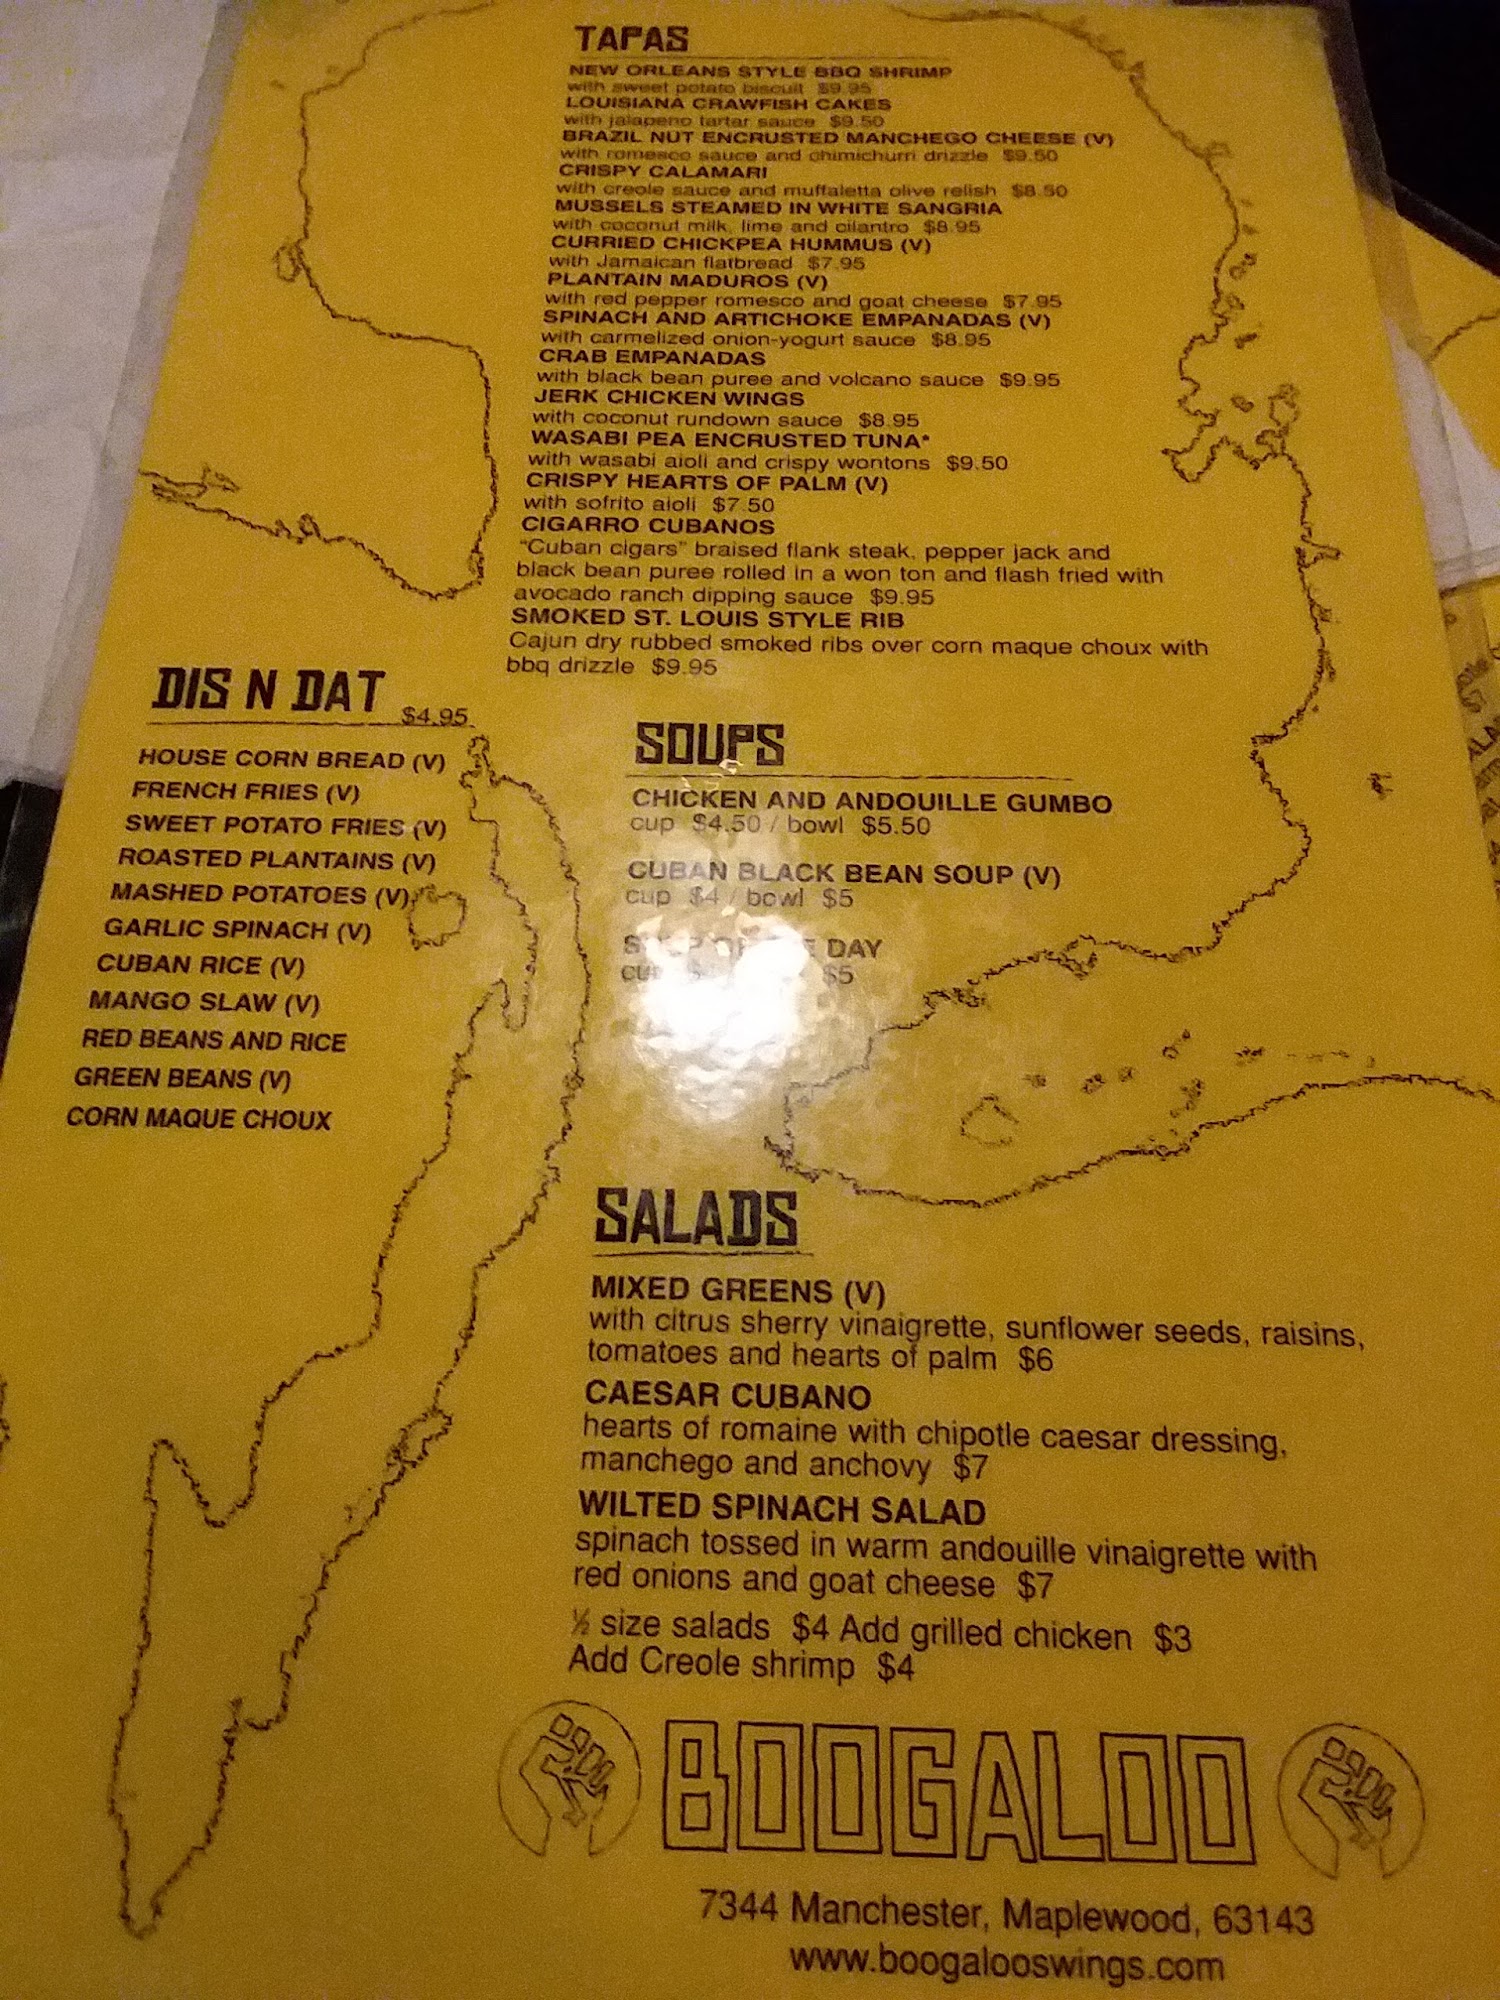 TAPAS
NEW ORLEANS STYLE BBQ SHRIMP
with sweet potato biscuit $9.95
LOUISIANA CRAWFISH CAKES
with jalapeno tartar sauce $9.50
BRAZIL NUT ENCRUSTED MANCHEGO CHEESE (V)
with romesco sauce and chimichurri drizzle $9.50
CRISPY CALAMARI
with creole sauce and muffaletta olive relish $8.50
MUSSELS STEAMED IN WHITE SANGRIA
with coconut milk, lime and cilantro $8.95
CURRIED CHICKPEA HUMMUS (V)
with Jamaican flatbread $7.95
PLANTAIN MADUROS (V)
with red pepper romesco and goat cheese $7.95
SPINACH AND ARTICHOKE EMPANADAS (V)
with carmelized onion-yogurt sauce $8.95
CRAB EMPANADAS
with black bean puree and volcano sauce $9.95
JERK CHICKEN WINGS
with coconut rundown sauce $8.95
WASABI PEA ENCRUSTED TUNA*
with wasabi aioli and crispy wontons $9.50
CRISPY HEARTS OF PALM (V)
with sofrito aioli $7.50
CIGARRO CUBANOS
"Cuban cigars" braised flank steak, pepper jack and
black bean puree rolled in a won ton and flash fried with
avocado ranch dipping sauce $9.95
SMOKED ST. LOUIS STYLE RIB
Cajun dry rubbed smoked ribs over corn maque choux with
bbq drizzle $9.95
DIS N DAT $4.95
HOUSE CORN BREAD (V)
FRENCH FRIES (V)
SWEET POTATO FRIES (V)
ROASTED PLANTAINS (V)
MASHED POTATOES (V)
GARLIC SPINACH (V)
CUBAN RICE (V)
MANGO SLAW (V)
RED BEANS AND RICE
GREEN BEANS (V)
CORN MAQUE CHOUX
SOUPS
CHICKEN AND ANDOUILLE GUMBO
cup $4.50 / bowl $5.50
CUBAN BLACK BEAN SOUP (V)
cup $4 / bowl $5
SOUP OF THE DAY
cup $5
SALADS
MIXED GREENS (V)
with citrus sherry vinaigrette, sunflower seeds, raisins,
tomatoes and hearts of palm $6
CAESAR CUBANO
hearts of romaine with chipotle caesar dressing,
manchego and anchovy $7
WILTED SPINACH SALAD
spinach tossed in warm andouille vinaigrette with
red onions and goat cheese $7
½ size salads $4 Add grilled chicken $3
Add Creole shrimp $4
BOOGALOO
7344 Manchester, Maplewood, 63143
www.boogalooswings.com